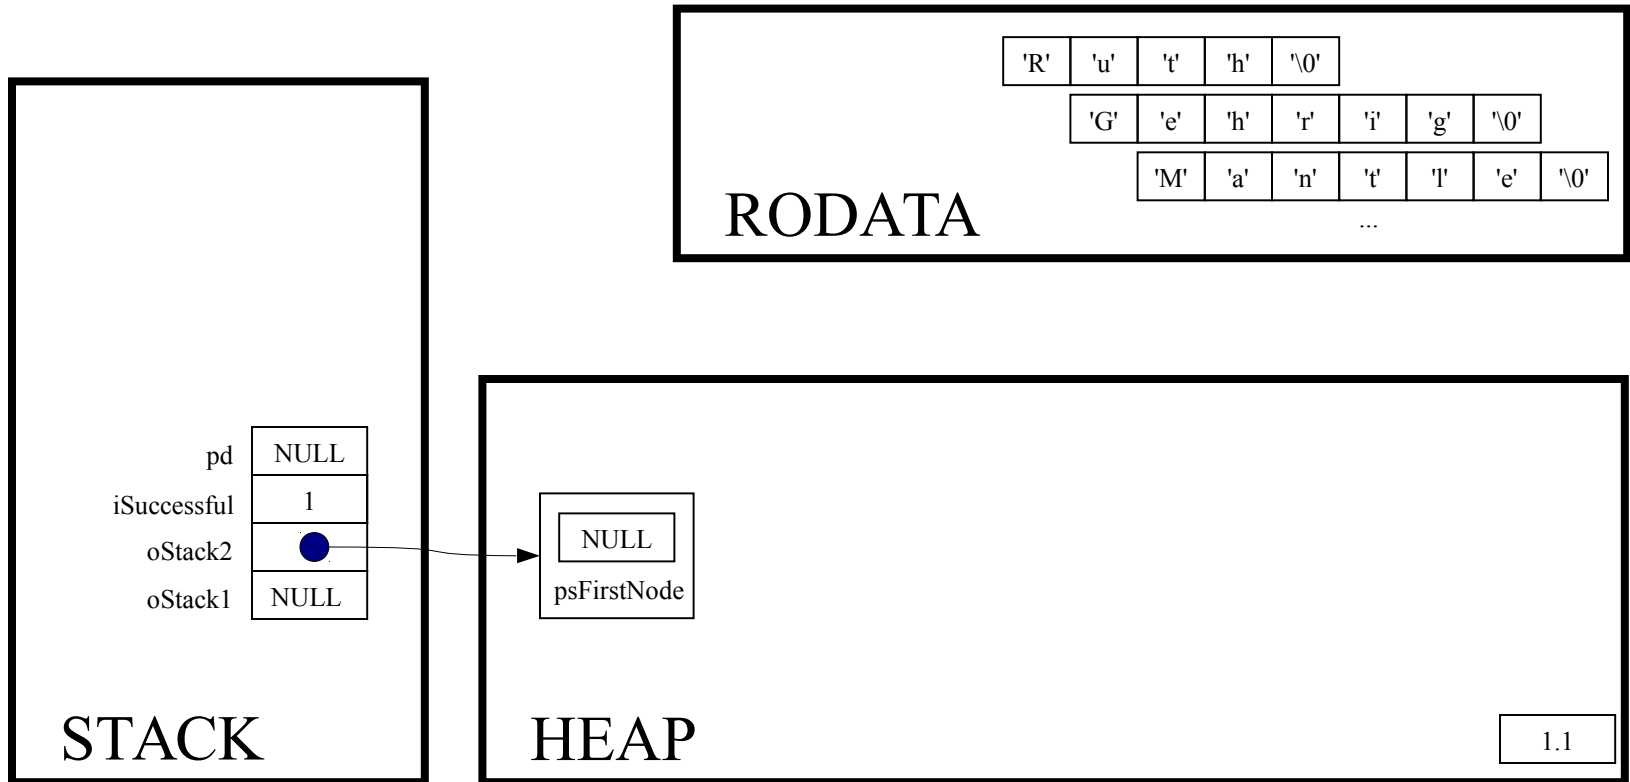 'R' 'u' 't' 'h' '\0'
'G' 'e' 'h' 'r' 'i' 'g' '\0'
'M' 'a' 'n' 't' 'l' 'e' '\0'
...
RODATA
pd NULL
iSuccessful 1
oStack2
oStack1 NULL
STACK
NULL
psFirstNode
HEAP
1.1